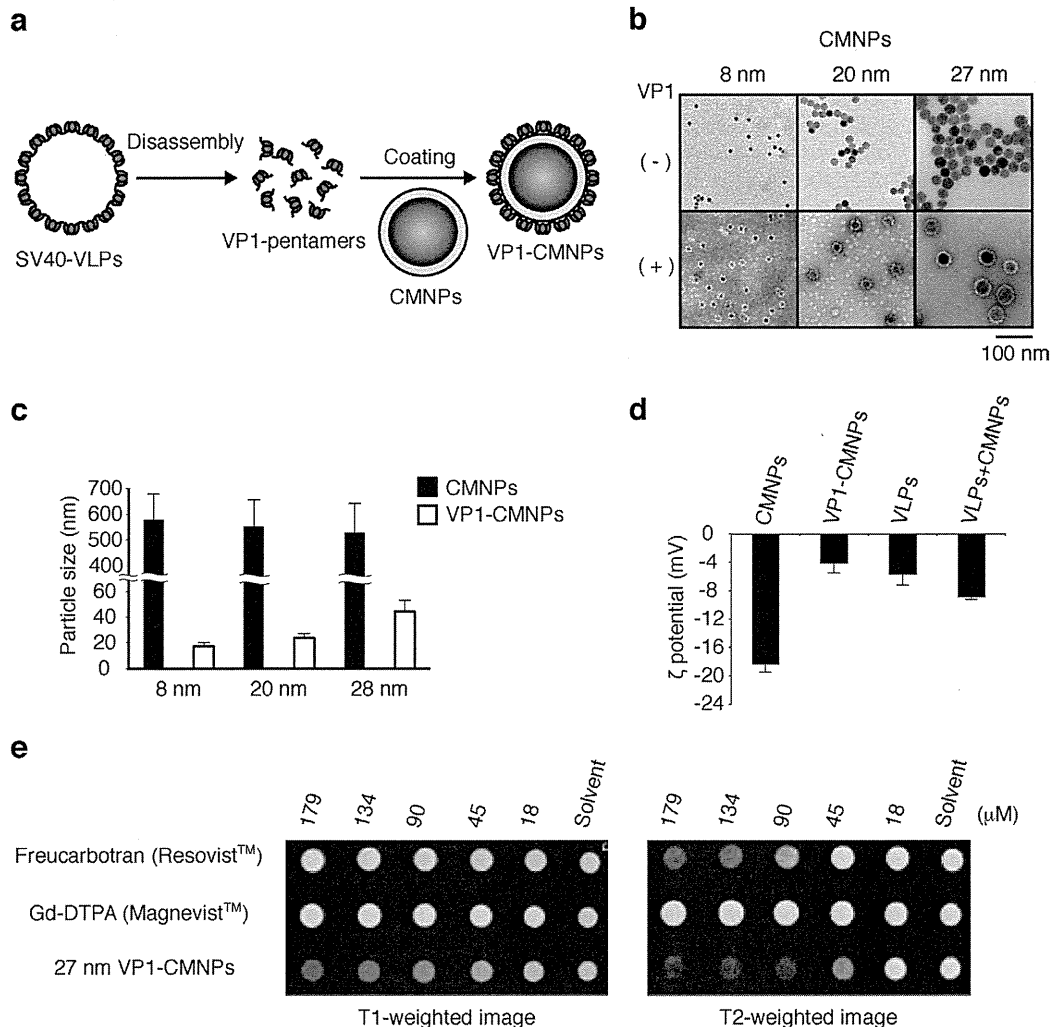 a
Disassembly
Coating
SV40-VLPs
VP1-pentamers
CMNPs
VP1-CMNPs
b
CMNPs
VP1
8 nm
20 nm
27 nm
(-)
(+)
100 nm
c
Particle size (nm)
700
600
500
400
60
40
20
0
8 nm
20 nm
28 nm
CMNPs
VP1-CMNPs
d
CMNPs
VP1-CMNPs
VLPs
VLPs+CMNPs
ζ potential (mV)
0
-4
-8
-12
-16
-20
-24
e
179
134
90
45
18
Solvent
179
134
90
45
18
Solvent
(μM)
Freucarbotran (Resovist™)
Gd-DTPA (Magnevist™)
27 nm VP1-CMNPs
T1-weighted image
T2-weighted image